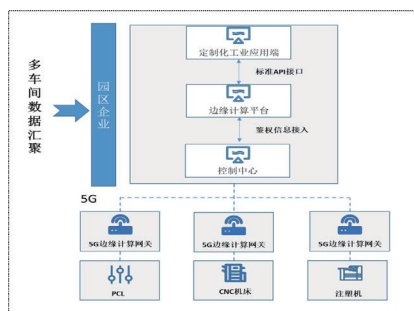 多车间数据汇聚
园区企业
定制化工业应用端
标准API接口
边缘计算平台
鉴权信息接入
控制中心
5G
5G边缘计算网关
5G边缘计算网关
5G边缘计算网关
PCL
CNC机床
注塑机